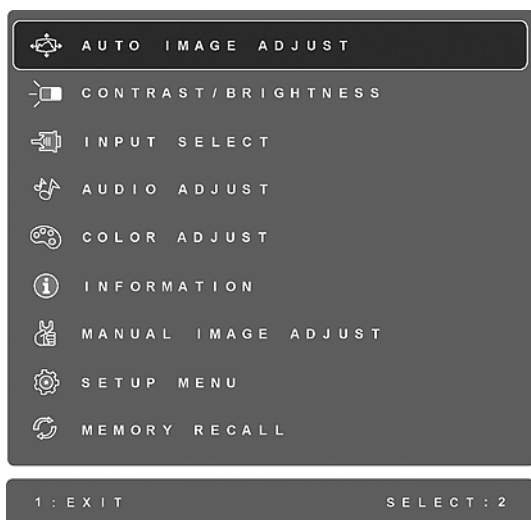 AUTO IMAGE ADJUST
CONTRAST/BRIGHTNESS
INPUT SELECT
AUDIO ADJUST
COLOR ADJUST
INFORMATION
MANUAL IMAGE ADJUST
SETUP MENU
MEMORY RECALL
1:EXIT SELECT:2